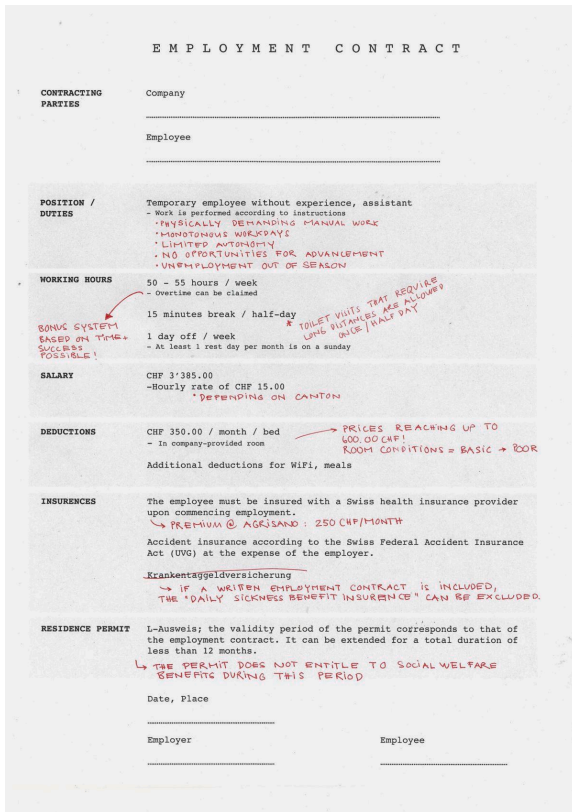 EMPLOYMENT CONTRACT
CONTRACTING
PARTIES
Company
Employee
POSITION /
DUTIES
Temporary employee without experience, assistant
- Work is performed according to instructions
• PHYSICALLY DEMANDING MANUAL WORK
• MONOTONOUS WORKDAYS
• LIMITED AUTONOMY
• NO OPPORTUNITIES FOR ADVANCEMENT
• UNEMPLOYMENT OUT OF SEASON
WORKING HOURS
50 - 55 hours / week
- Overtime can be claimed
BONUS SYSTEM
BASED ON TIME +
SUCCESS
POSSIBLE!
15 minutes break / half-day
* TOILET VISITS THAT REQUIRE
LONG DISTANCES ARE ALLOWED
ONCE / HALF DAY
1 day off / week
- At least 1 rest day per month is on a sunday
SALARY
CHF 3'385.00
-Hourly rate of CHF 15.00
* DEPENDING ON CANTON
DEDUCTIONS
CHF 350.00 / month / bed
- In company-provided room
→ PRICES REACHING UP TO
600.00 CHF!
ROOM CONDITIONS = BASIC → POOR
Additional deductions for WiFi, meals
INSURENCES
The employee must be insured with a Swiss health insurance provider
upon commencing employment.
↳ PREMIUM @ AGRISANO : 250 CHF/MONTH
Accident insurance according to the Swiss Federal Accident Insurance
Act (UVG) at the expense of the employer.
Krankentaggeldversicherung
↳ IF A WRITEN EMPLOYMENT CONTRACT IS INCLUDED,
THE "DAILY SICKNESS BENEFIT INSURENCE" CAN BE EXCLUDED.
RESIDENCE PERMIT
L-Ausweis; the validity period of the permit corresponds to that of
the employment contract. It can be extended for a total duration of
less than 12 months.
↳ THE PERMIT DOES NOT ENTITLE TO SOCIAL WELFARE
BENEFITS DURING THIS PERIOD
Date, Place
Employer
Employee